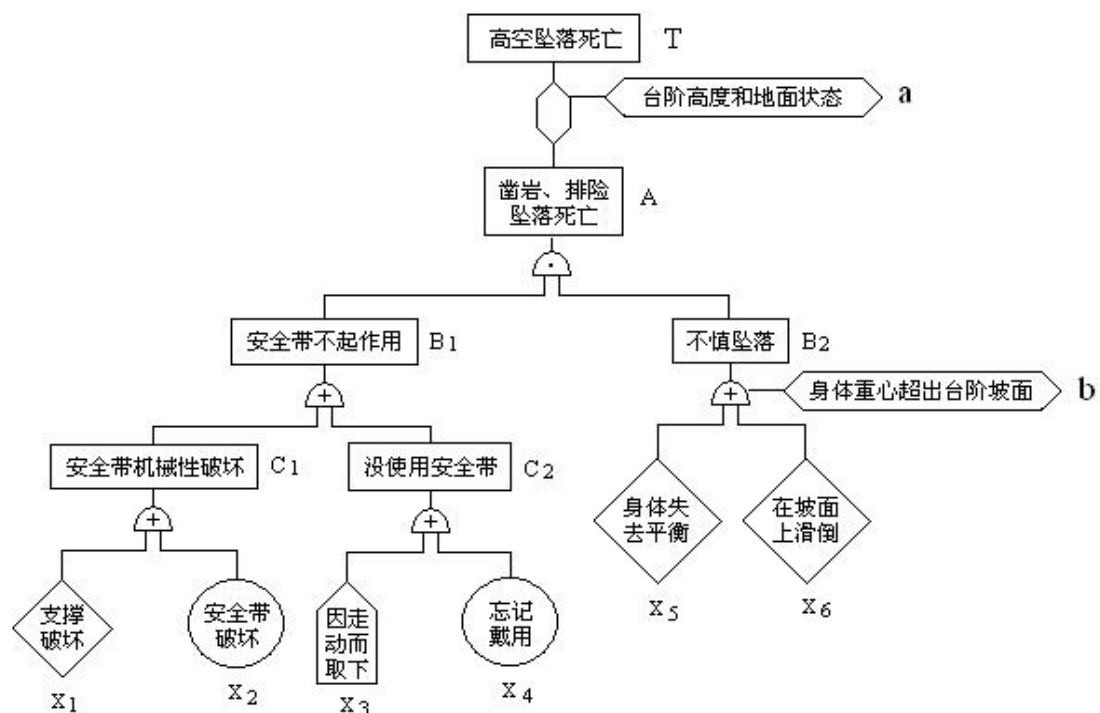 高空坠落死亡 T
台阶高度和地面状态 a
凿岩、排险
坠落死亡 A
·
安全带不起作用 B1
不慎坠落 B2
+
+
身体重心超出台阶坡面 b
安全带机械性破坏 C1
没使用安全带 C2
身体失
去平衡
在坡面
上滑倒
+
+
X5
X6
支撑
破坏
安全带
破坏
因走
动而
取下
忘记
戴用
X1
X2
X3
X4